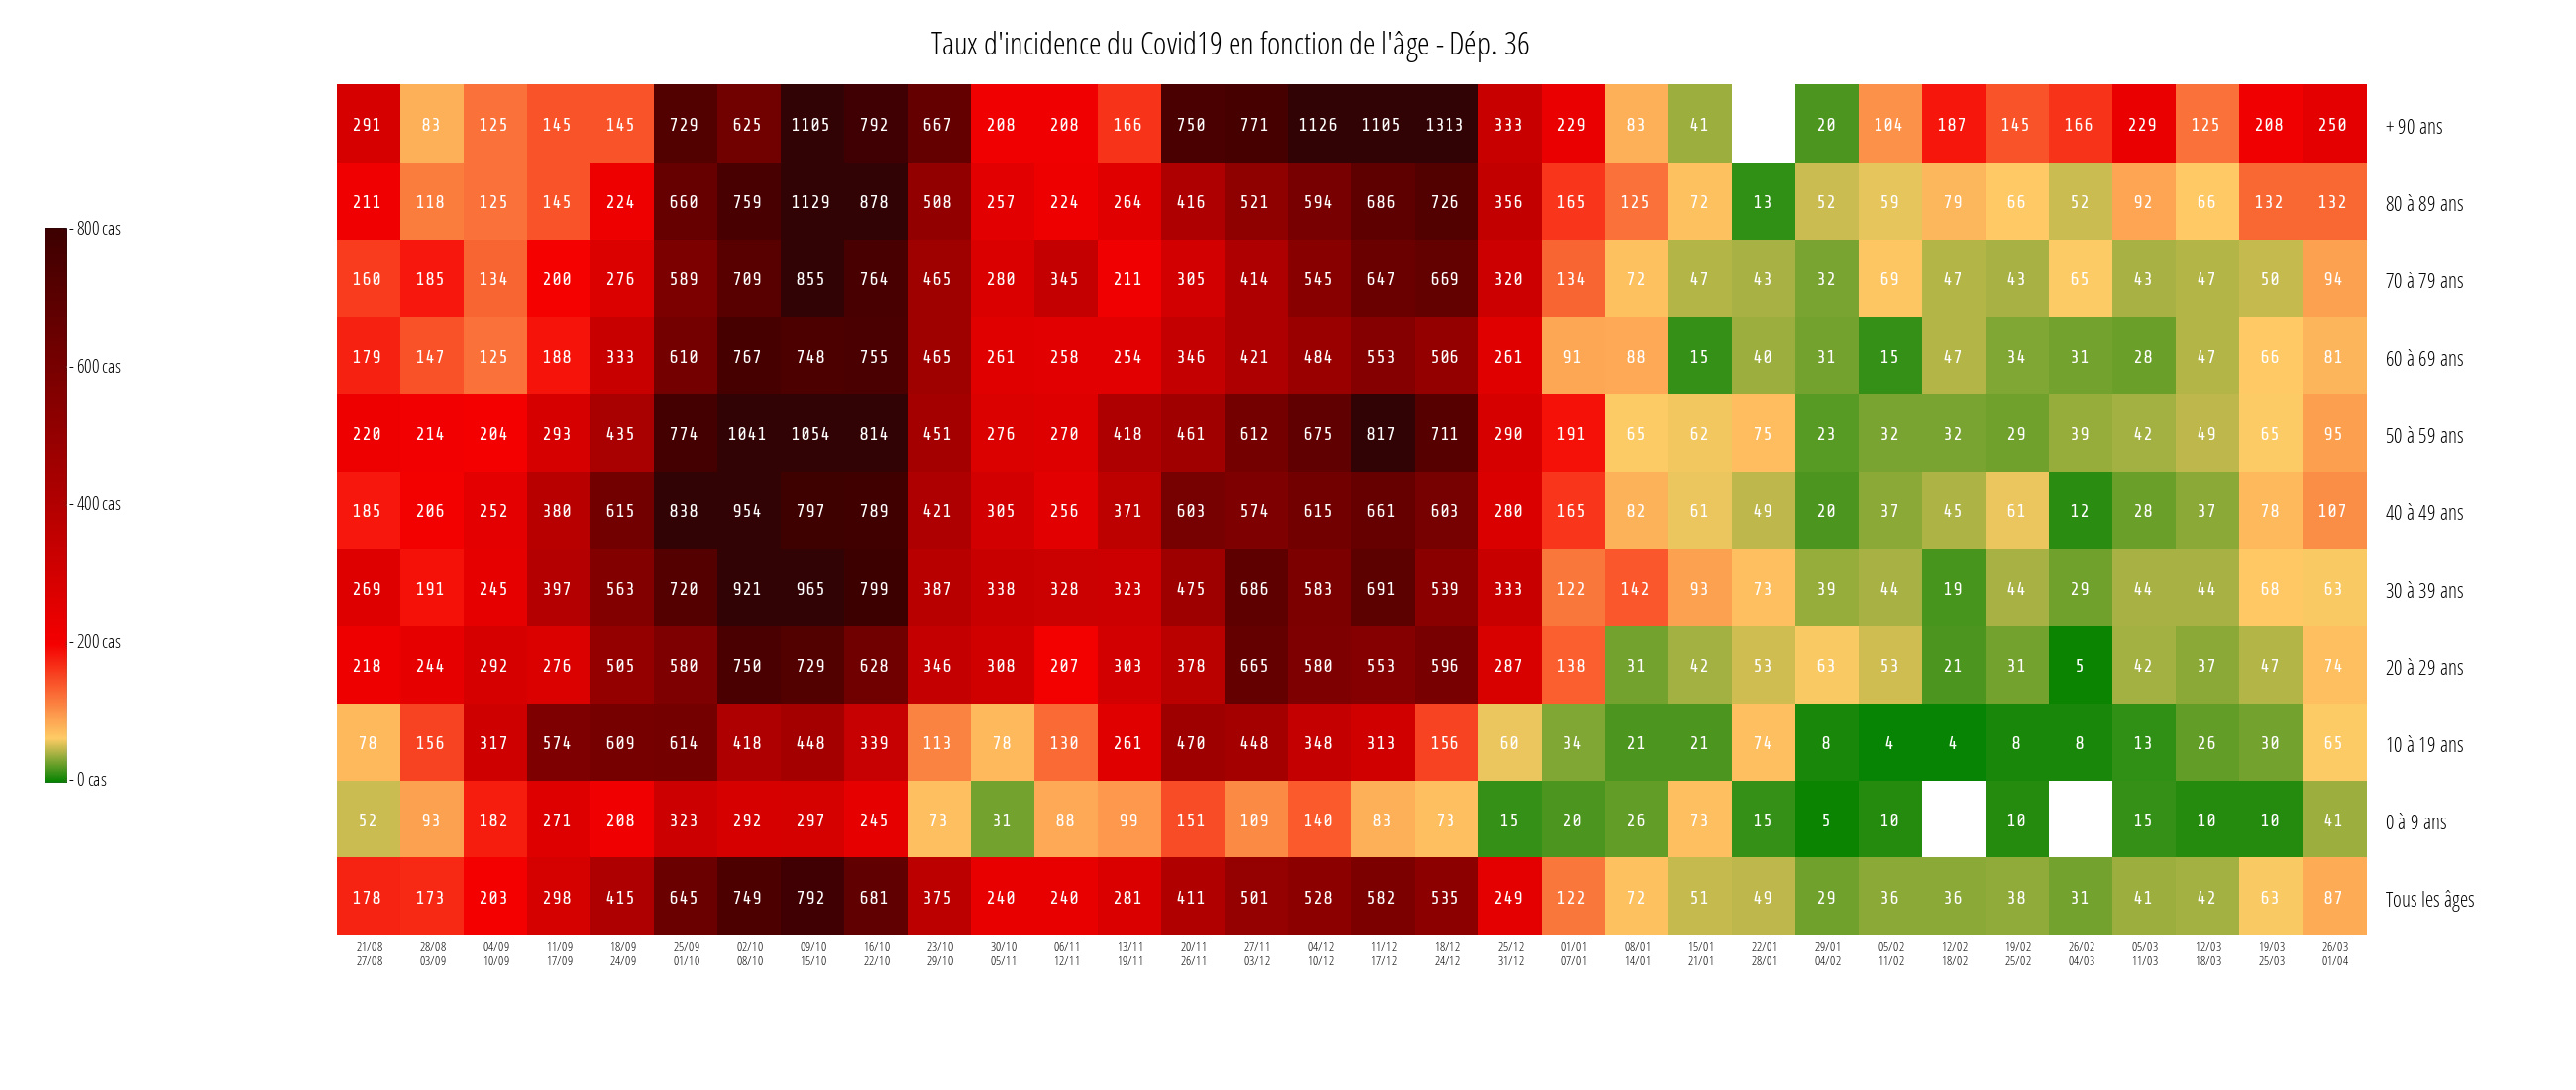 Taux d'incidence du Covid19 en fonction de l'âge - Dép. 36
- 800 cas
- 600 cas
- 400 cas
- 200 cas
- 0 cas
291 83 125 145 145 729 625 1105 792 667 208 208 166 750 771 1126 1105 1313 333 229 83 41 20 104 187 145 166 229 125 208 250 + 90 ans
211 118 125 145 224 660 759 1129 878 508 257 224 264 416 521 594 686 726 356 165 125 72 13 52 59 79 66 52 92 66 132 132 80 à 89 ans
160 185 134 200 276 589 709 855 764 465 280 345 211 305 414 545 647 669 320 134 72 47 43 32 69 47 43 65 43 47 50 94 70 à 79 ans
179 147 125 188 333 610 767 748 755 465 261 258 254 346 421 484 553 506 261 91 88 15 40 31 15 47 34 31 28 47 66 81 60 à 69 ans
220 214 204 293 435 774 1041 1054 814 451 276 270 418 461 612 675 817 711 290 191 65 62 75 23 32 32 29 39 42 49 65 95 50 à 59 ans
185 206 252 380 615 838 954 797 789 421 305 256 371 603 574 615 661 603 280 165 82 61 49 20 37 45 61 12 28 37 78 107 40 à 49 ans
269 191 245 397 563 720 921 965 799 387 338 328 323 475 686 583 691 539 333 122 142 93 73 39 44 19 44 29 44 44 68 63 30 à 39 ans
218 244 292 276 505 580 750 729 628 346 308 207 303 378 665 580 553 596 287 138 31 42 53 63 53 21 31 5 42 37 47 74 20 à 29 ans
78 156 317 574 609 614 418 448 339 113 78 130 261 470 448 348 313 156 60 34 21 21 74 8 4 4 8 8 13 26 30 65 10 à 19 ans
52 93 182 271 208 323 292 297 245 73 31 88 99 151 109 140 83 73 15 20 26 73 15 5 10 10 15 10 10 41 0 à 9 ans
178 173 203 298 415 645 749 792 681 375 240 240 281 411 501 528 582 535 249 122 72 51 49 29 36 36 38 31 41 42 63 87 Tous les âges
21/08 28/08 04/09 11/09 18/09 25/09 02/10 09/10 16/10 23/10 30/10 06/11 13/11 20/11 27/11 04/12 11/12 18/12 25/12 01/01 08/01 15/01 22/01 29/01 05/02 12/02 19/02 26/02 05/03 12/03 19/03 26/03
27/08 03/09 10/09 17/09 24/09 01/10 08/10 15/10 22/10 29/10 05/11 12/11 19/11 26/11 03/12 10/12 17/12 24/12 31/12 07/01 14/01 21/01 28/01 04/02 11/02 18/02 25/02 04/03 11/03 18/03 25/03 01/04